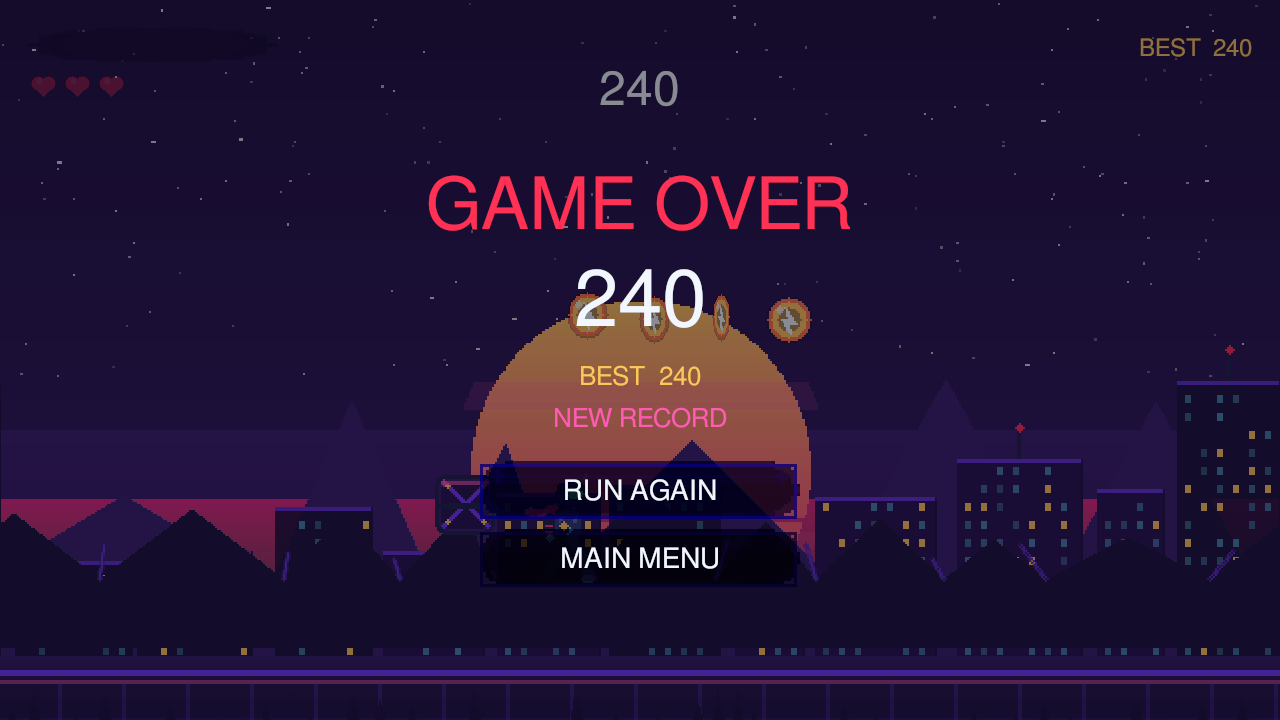 BEST 240
240
GAME OVER
240
BEST 240
NEW RECORD
RUN AGAIN
MAIN MENU